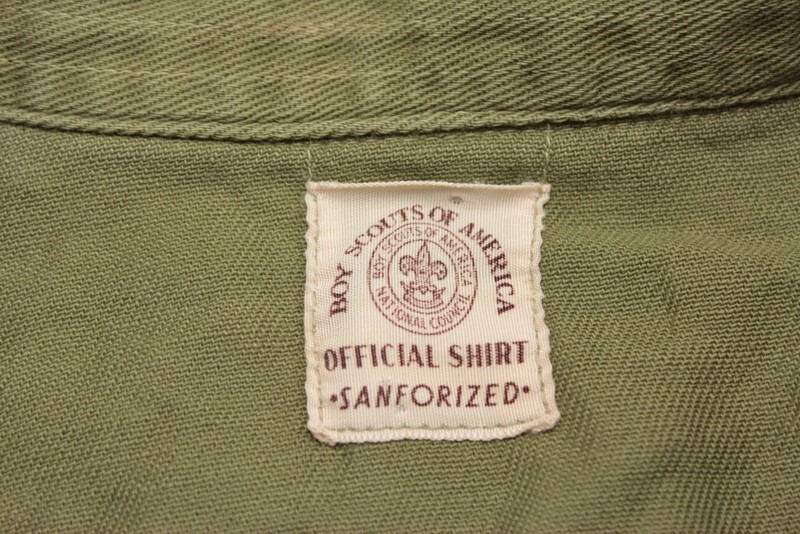 BOY SCOUTS OF AMERICA
BOY SCOUTS OF AMERICA
NATIONAL COUNCIL
OFFICIAL SHIRT
•SANFORIZED•